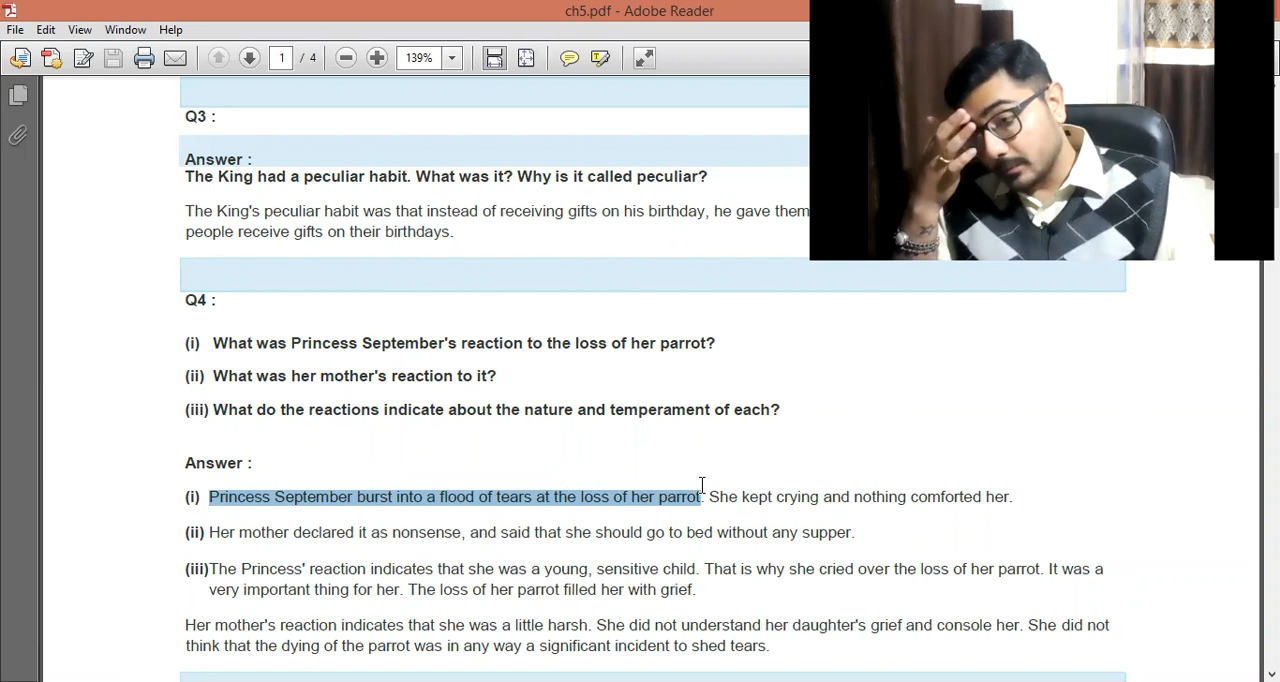 ch5.pdf - Adobe Reader
File Edit View Window Help
1 / 4 139%
Q3 :
Answer :
The King had a peculiar habit. What was it? Why is it called peculiar?
The King's peculiar habit was that instead of receiving gifts on his birthday, he gave them
people receive gifts on their birthdays.
Q4 :
(i) What was Princess September's reaction to the loss of her parrot?
(ii) What was her mother's reaction to it?
(iii) What do the reactions indicate about the nature and temperament of each?
Answer :
(i) Princess September burst into a flood of tears at the loss of her parrot. She kept crying and nothing comforted her.
(ii) Her mother declared it as nonsense, and said that she should go to bed without any supper.
(iii)The Princess' reaction indicates that she was a young, sensitive child. That is why she cried over the loss of her parrot. It was a
very important thing for her. The loss of her parrot filled her with grief.
Her mother's reaction indicates that she was a little harsh. She did not understand her daughter's grief and console her. She did not
think that the dying of the parrot was in any way a significant incident to shed tears.